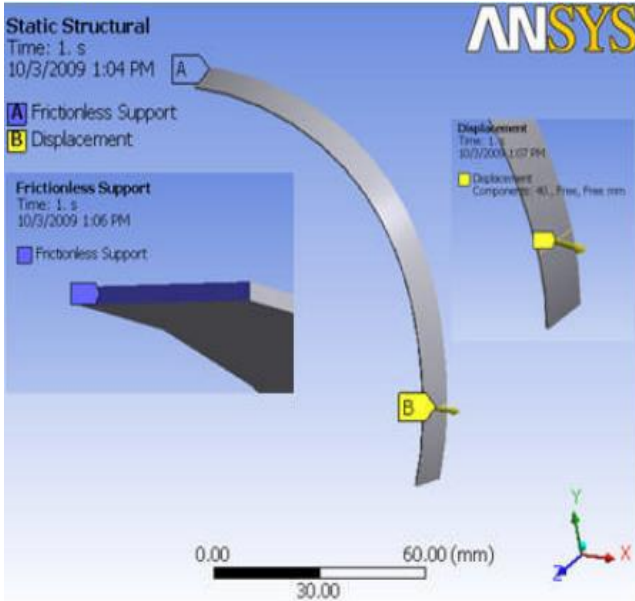 Static Structural
Time: 1. s
10/3/2009 1:04 PM
A Frictionless Support
B Displacement
ANSYS
A
Frictionless Support
Time: 1. s
10/3/2009 1:06 PM
Frictionless Support
Displacement
Time: 1. s
10/3/2009 1:07 PM
Displacement
Components: 40., Free, Free mm
B
0.00 60.00 (mm)
30.00
Y
X
Z